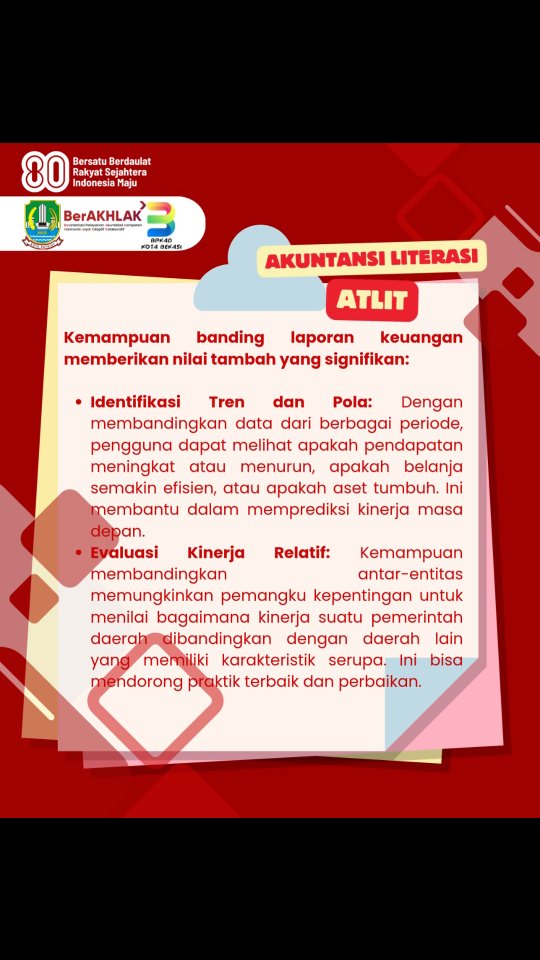 80
Bersatu Berdaulat
Rakyat Sejahtera
Indonesia Maju
BerAKHLAK
BPKAD
KOTA BEKASI
AKUNTANSI LITERASI
ATLIT
Kemampuan banding laporan keuangan
memberikan nilai tambah yang signifikan:
• Identifikasi Tren dan Pola: Dengan
membandingkan data dari berbagai periode,
pengguna dapat melihat apakah pendapatan
meningkat atau menurun, apakah belanja
semakin efisien, atau apakah aset tumbuh. Ini
membantu dalam memprediksi kinerja masa
depan.
• Evaluasi Kinerja Relatif: Kemampuan
membandingkan antar-entitas
memungkinkan pemangku kepentingan untuk
menilai bagaimana kinerja suatu pemerintah
daerah dibandingkan dengan daerah lain
yang memiliki karakteristik serupa. Ini bisa
mendorong praktik terbaik dan perbaikan.